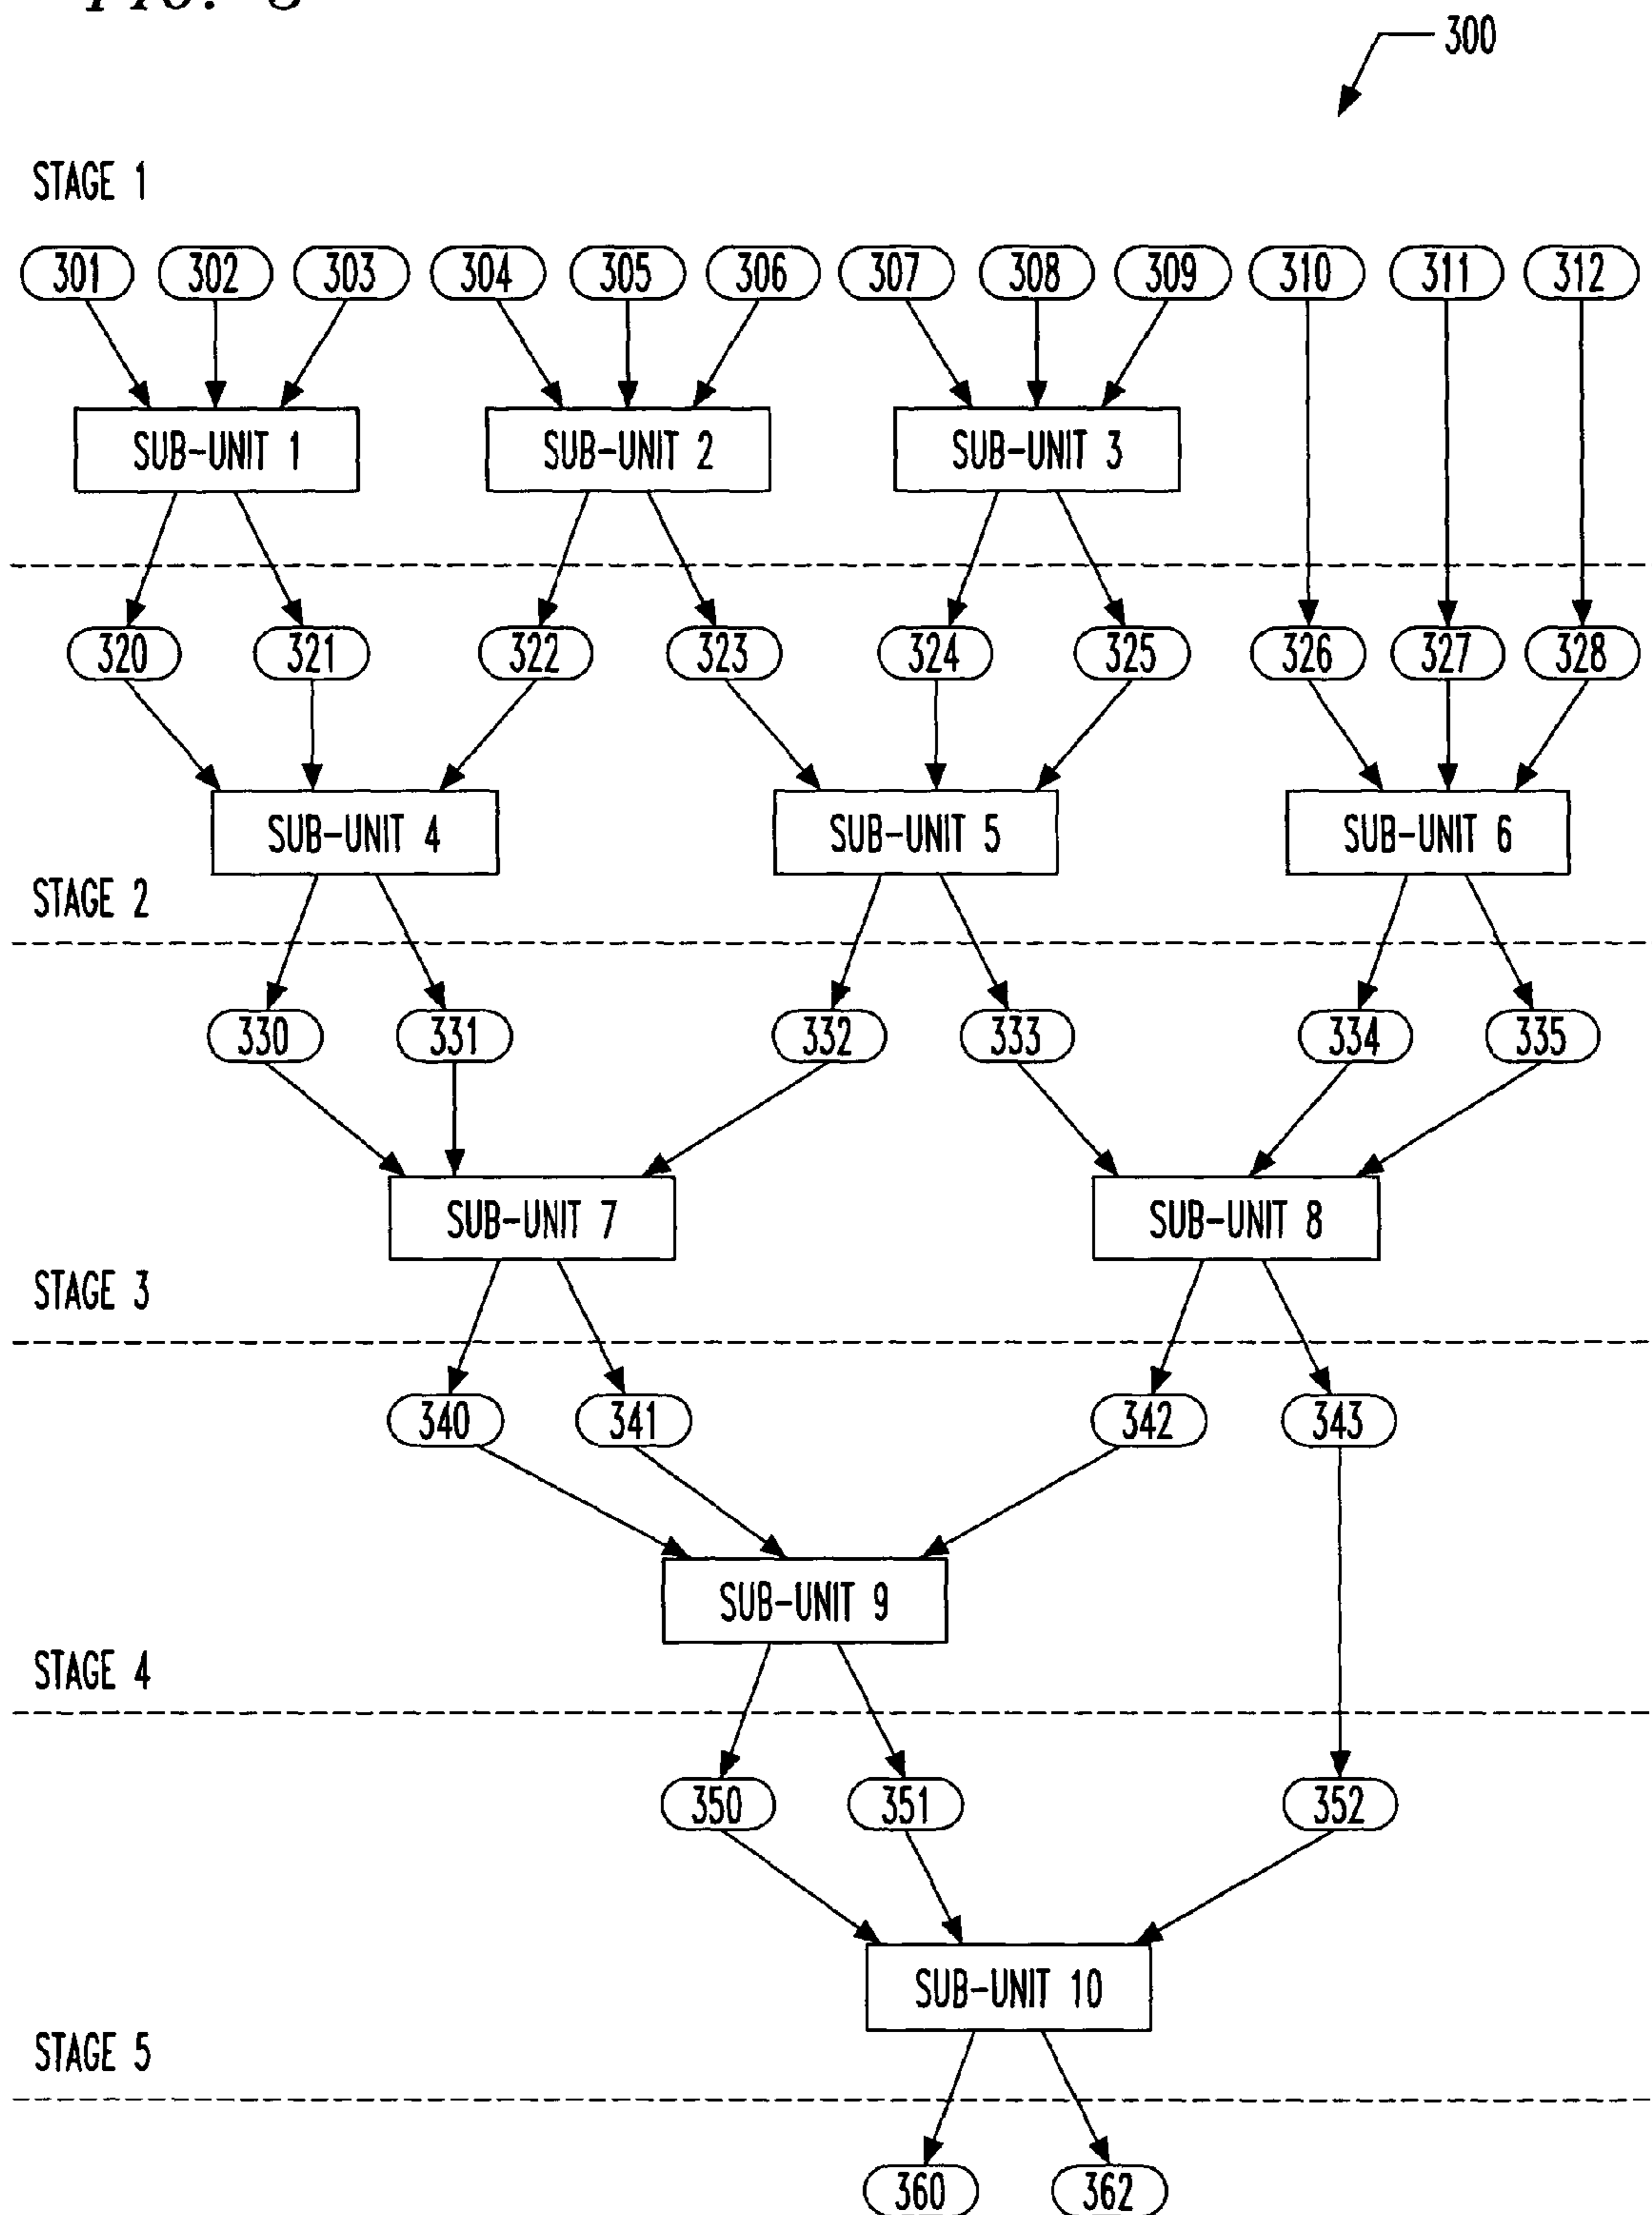 FIG. 3
300
STAGE 1
301 302 303 304 305 306 307 308 309 310 311 312
SUB-UNIT 1 SUB-UNIT 2 SUB-UNIT 3
320 321 322 323 324 325 326 327 328
SUB-UNIT 4 SUB-UNIT 5 SUB-UNIT 6
STAGE 2
330 331 332 333 334 335
SUB-UNIT 7 SUB-UNIT 8
STAGE 3
340 341 342 343
SUB-UNIT 9
STAGE 4
350 351 352
SUB-UNIT 10
STAGE 5
360 362